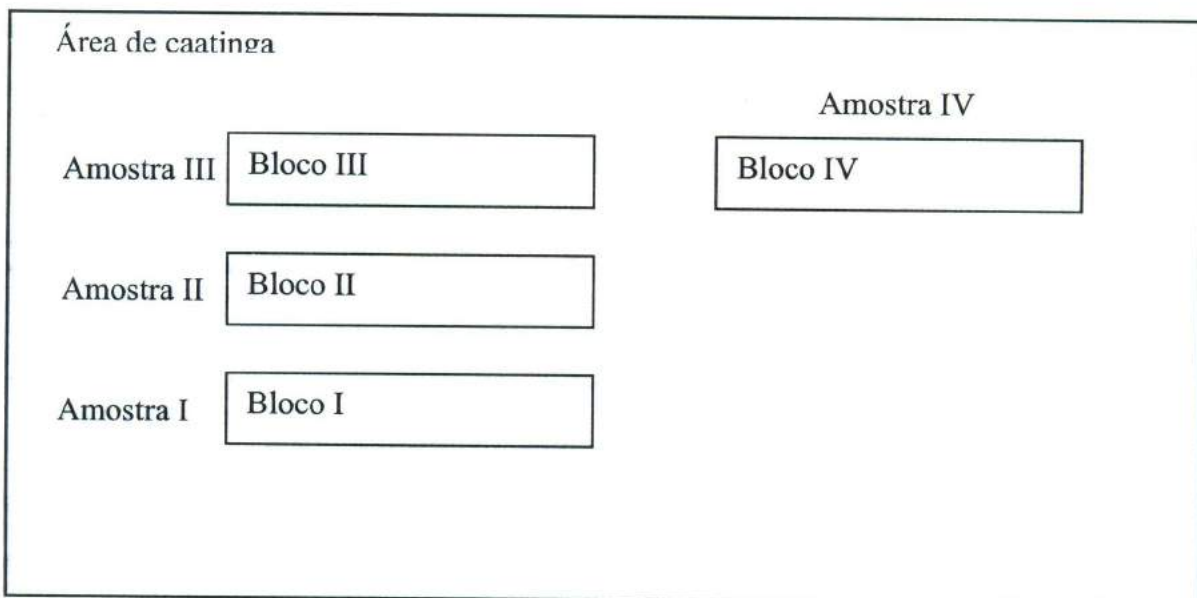 Área de caatinga
Amostra IV
Amostra III Bloco III Bloco IV
Amostra II Bloco II
Amostra I Bloco I